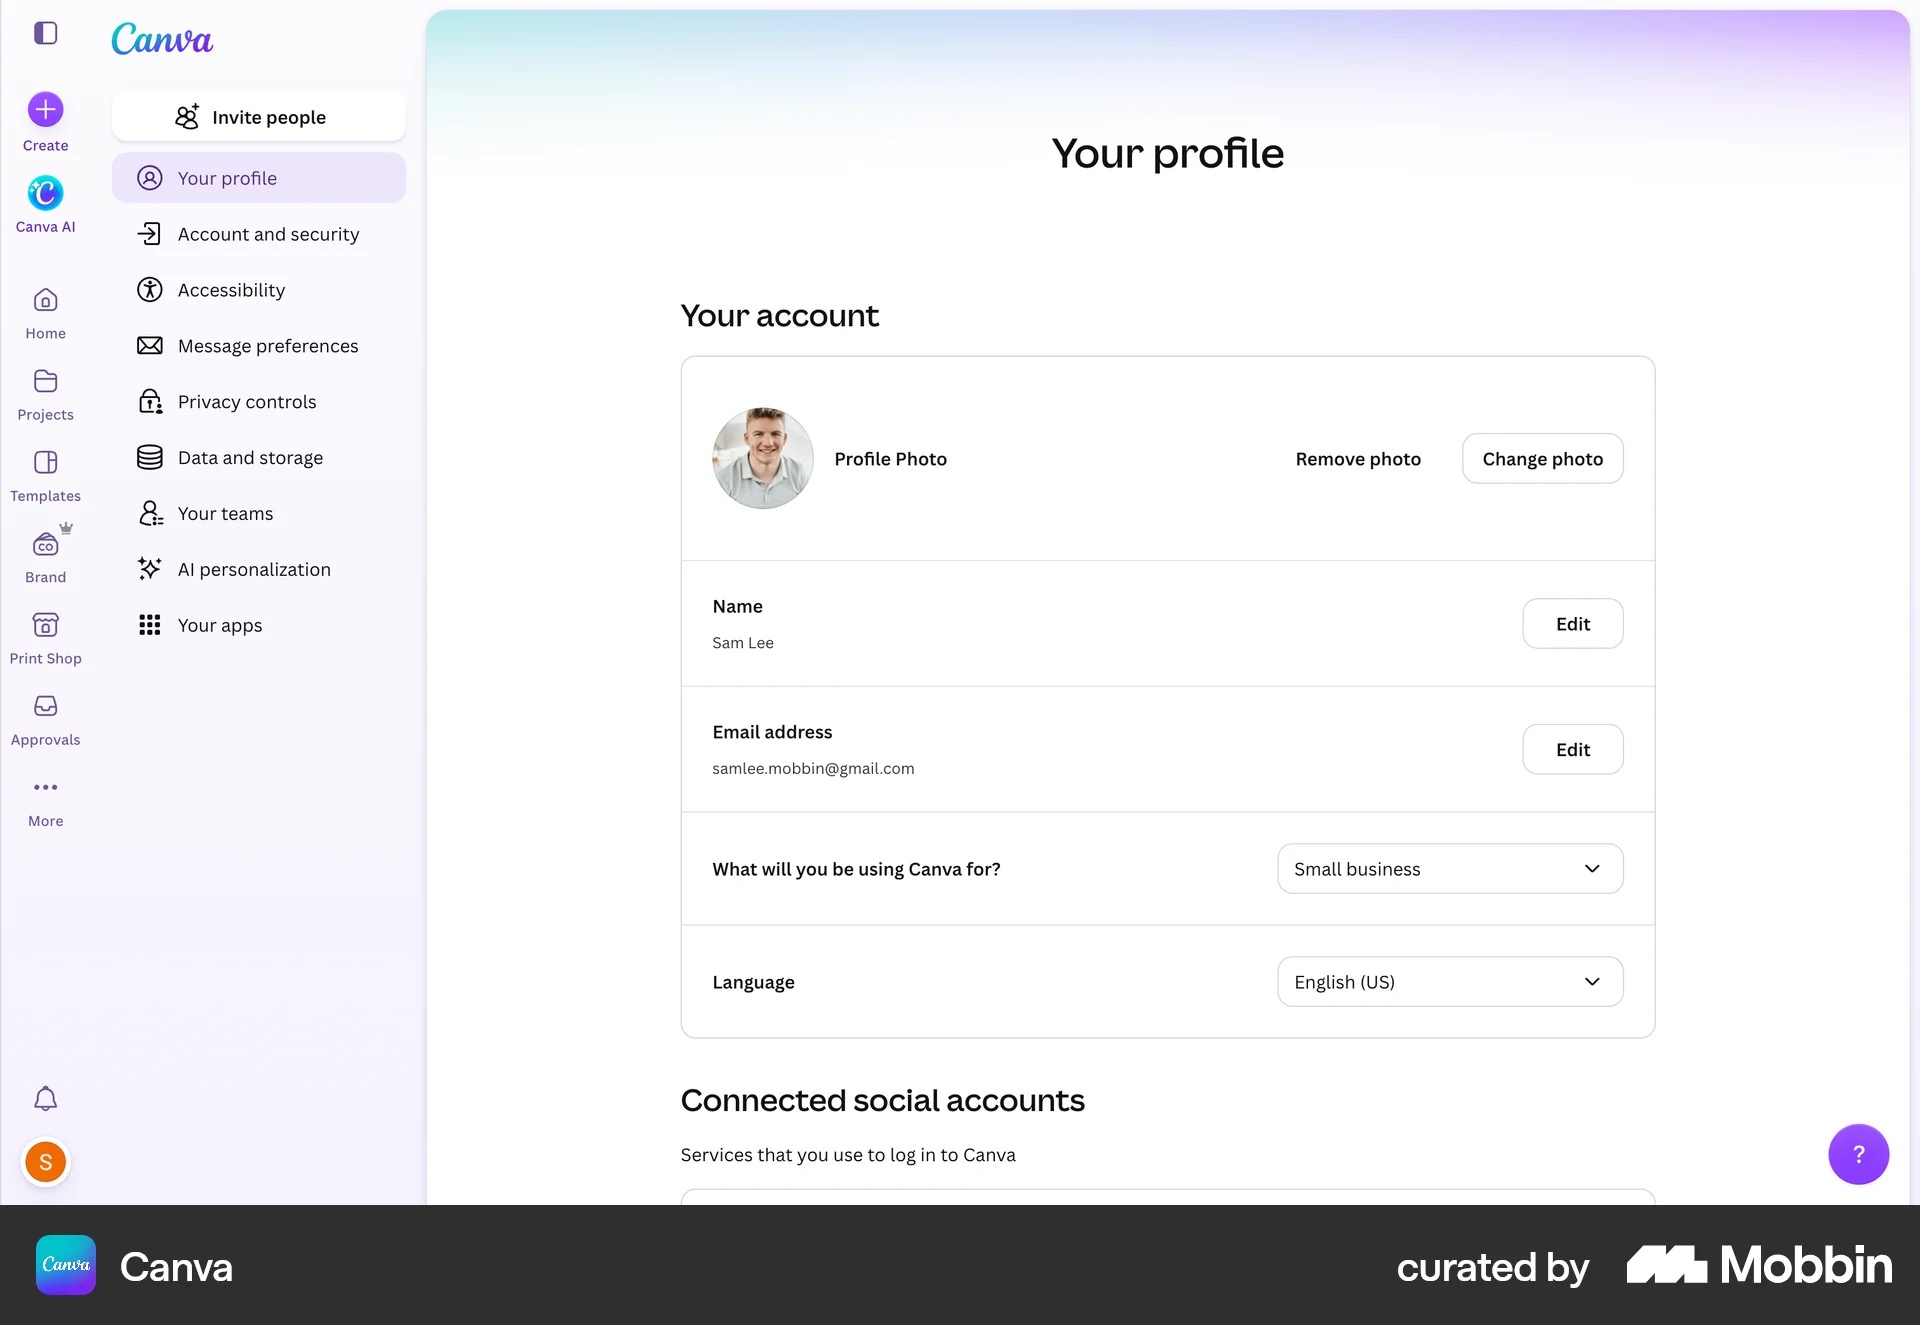 Canva
Create
Canva AI
Home
Projects
Templates
CO
Brand
Print Shop
Approvals
More
S
Invite people
Your profile
Account and security
Accessibility
Message preferences
Privacy controls
Data and storage
Your teams
AI personalization
Your apps
Your profile
Your account
Profile Photo
Remove photo
Change photo
Name
Sam Lee
Edit
Email address
samlee.mobbin@gmail.com
Edit
What will you be using Canva for?
Small business
Language
English (US)
Connected social accounts
Services that you use to log in to Canva
?
Canva
Canva
curated by
Mobbin